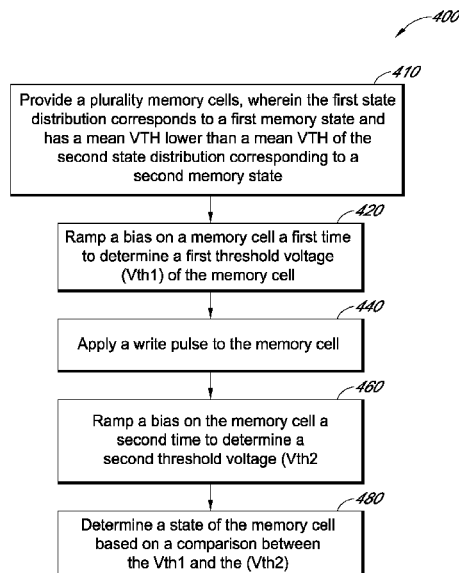 400
410
Provide a plurality memory cells, wherein the first state
distribution corresponds to a first memory state and
has a mean VTH lower than a mean VTH of the
second state distribution corresponding to a
second memory state
420
Ramp a bias on a memory cell a first time
to determine a first threshold voltage
(Vth1) of the memory cell
440
Apply a write pulse to the memory cell
460
Ramp a bias on the memory cell a
second time to determine a
second threshold voltage (Vth2
480
Determine a state of the memory cell
based on a comparison between
the Vth1 and the (Vth2)